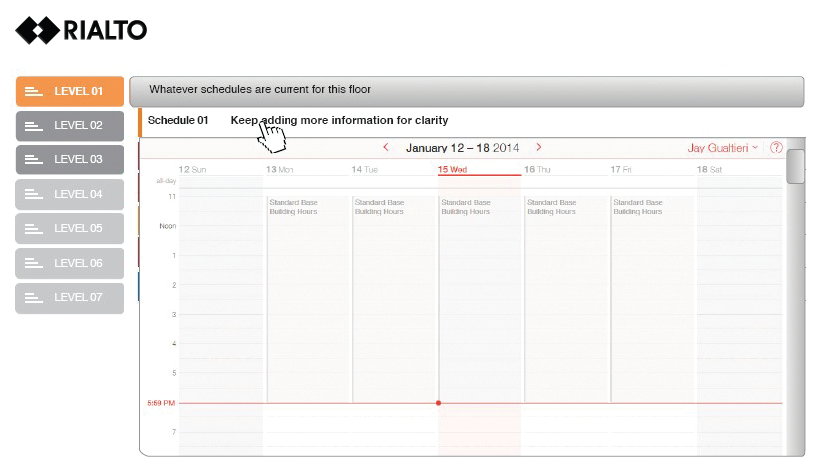 RIALTO
LEVEL 01
LEVEL 02
LEVEL 03
LEVEL 04
LEVEL 05
LEVEL 06
LEVEL 07
Whatever schedules are current for this floor
Schedule 01 Keep adding more information for clarity
January 12 – 18 2014
Jay Gualtieri
?
12 Sun 13 Mon 14 Tue 15 Wed 16 Thu 17 Fri 18 Sat
all-day
11
Standard Base
Building Hours
Standard Base
Building Hours
Standard Base
Building Hours
Standard Base
Building Hours
Standard Base
Building Hours
Noon
1
2
3
4
5
5:59 PM
7